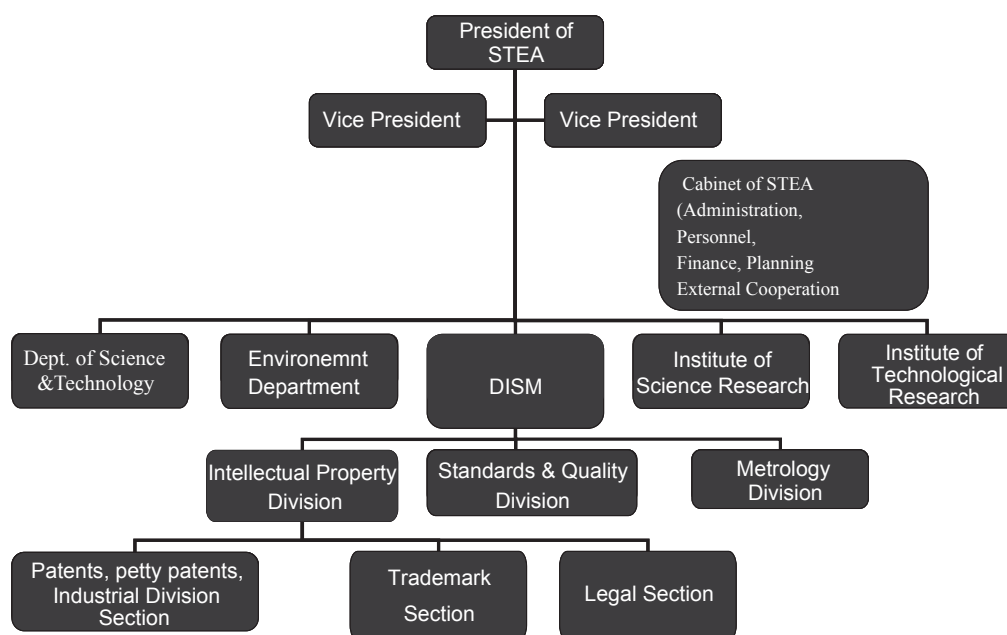 President of
STEA
Vice President
Vice President
Cabinet of STEA
(Administration,
Personnel,
Finance, Planning
External Cooperation
Dept. of Science
&Technology
Environemnt
Department
DISM
Institute of
Science Research
Institute of
Technological
Research
Intellectual Property
Division
Standards & Quality
Division
Metrology
Division
Patents, petty patents,
Industrial Division
Section
Trademark
Section
Legal Section